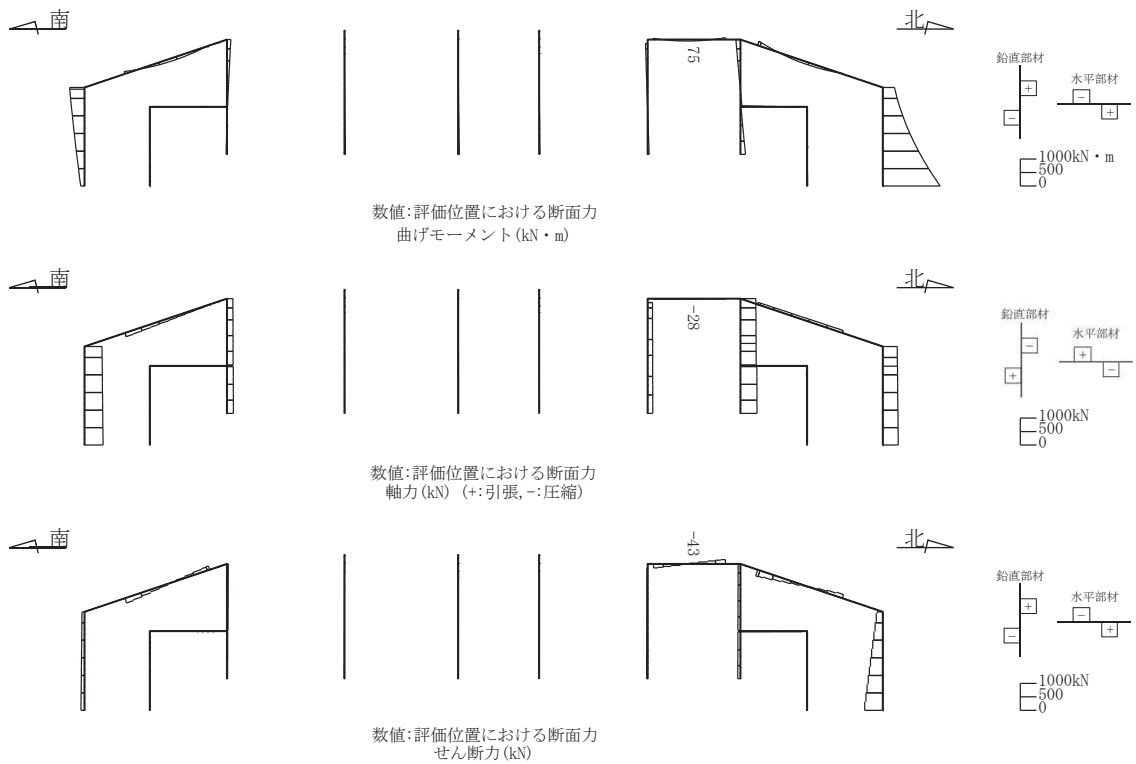 南
北
75
鉛直部材
+
-
水平部材
-
+
1000kN・m
500
0
数値:評価位置における断面力
曲げモーメント(kN・m)
南
北
-28
鉛直部材
-
+
水平部材
+
-
1000kN
500
0
数値:評価位置における断面力
軸力(kN) (+:引張,-:圧縮)
南
北
-43
鉛直部材
+
-
水平部材
-
+
1000kN
500
0
数値:評価位置における断面力
せん断力(kN)